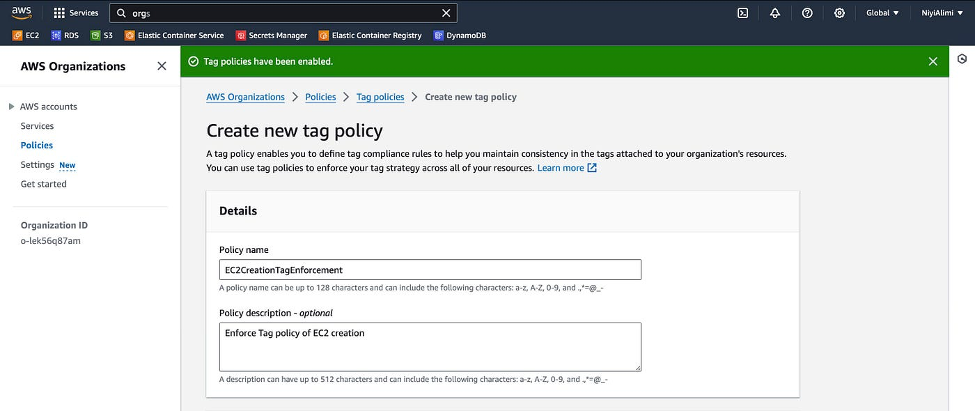 aws
Services
orgs
Global ▼
NiyiAlimi ▼
EC2
RDS
S3
Elastic Container Service
Secrets Manager
Elastic Container Registry
DynamoDB
AWS Organizations
Tag policies have been enabled.
AWS accounts
Services
Policies
Settings New
Get started
Organization ID
o-lek56q87am
AWS Organizations > Policies > Tag policies > Create new tag policy
Create new tag policy
A tag policy enables you to define tag compliance rules to help you maintain consistency in the tags attached to your organization's resources.
You can use tag policies to enforce your tag strategy across all of your resources. Learn more
Details
Policy name
EC2CreationTagEnforcement
A policy name can be up to 128 characters and can include the following characters: a-z, A-Z, 0-9, and .,*=@_-
Policy description - optional
Enforce Tag policy of EC2 creation
A description can have up to 512 characters and can include the following characters: a-z, A-Z, 0-9, and .,*=@_-